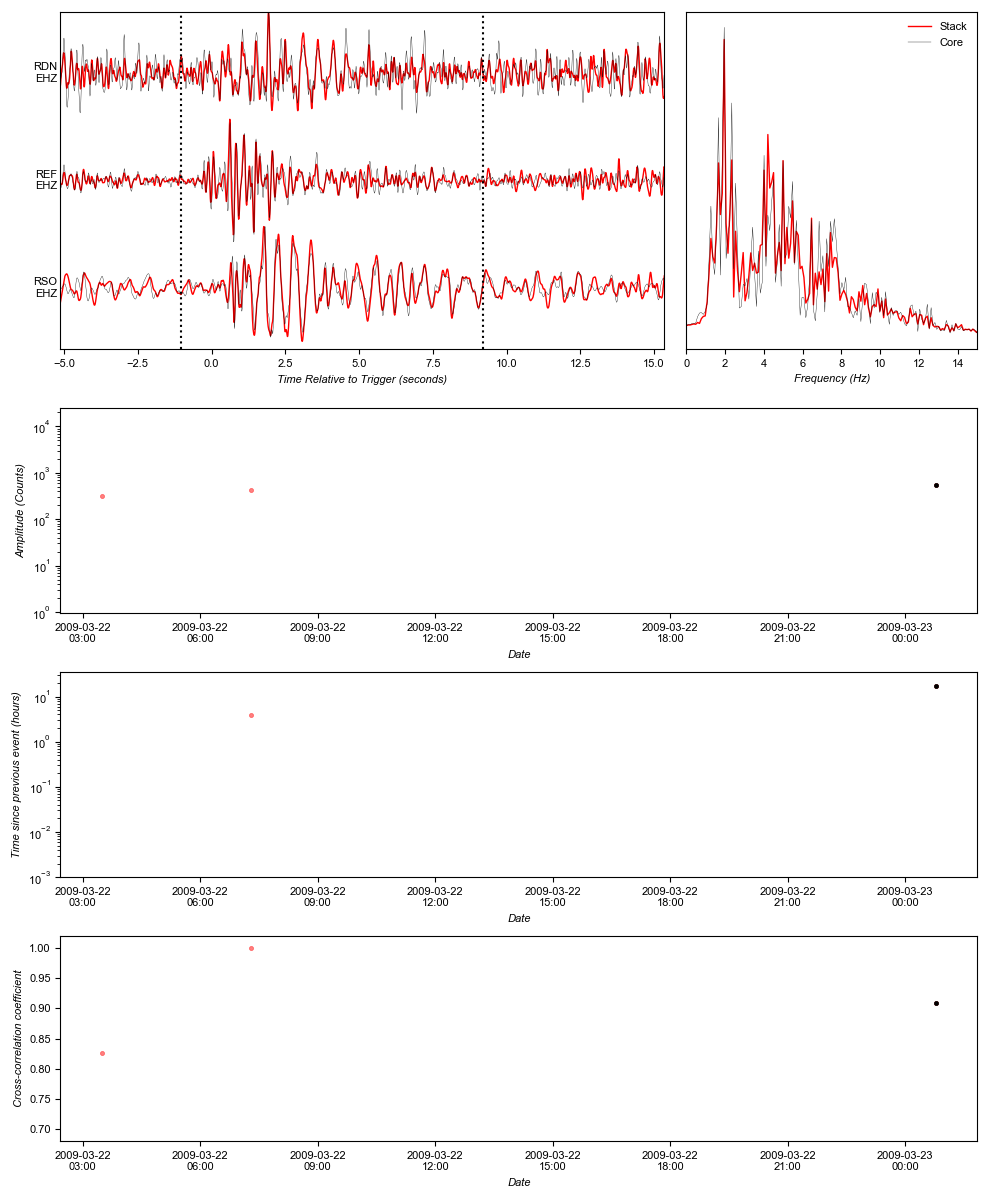 RDN
EHZ
REF
EHZ
RSO
EHZ
−5.0 −2.5 0.0 2.5 5.0 7.5 10.0 12.5 15.0
Time Relative to Trigger (seconds)
Stack
Core
0 2 4 6 8 10 12 14
Frequency (Hz)
Amplitude (Counts)
10⁴
10³
10²
10¹
10⁰
2009-03-22 2009-03-22 2009-03-22 2009-03-22 2009-03-22 2009-03-22 2009-03-22 2009-03-23
03:00 06:00 09:00 12:00 15:00 18:00 21:00 00:00
Date
Time since previous event (hours)
10¹
10⁰
10⁻¹
10⁻²
10⁻³
2009-03-22 2009-03-22 2009-03-22 2009-03-22 2009-03-22 2009-03-22 2009-03-22 2009-03-23
03:00 06:00 09:00 12:00 15:00 18:00 21:00 00:00
Date
Cross-correlation coefficient
1.00
0.95
0.90
0.85
0.80
0.75
0.70
2009-03-22 2009-03-22 2009-03-22 2009-03-22 2009-03-22 2009-03-22 2009-03-22 2009-03-23
03:00 06:00 09:00 12:00 15:00 18:00 21:00 00:00
Date